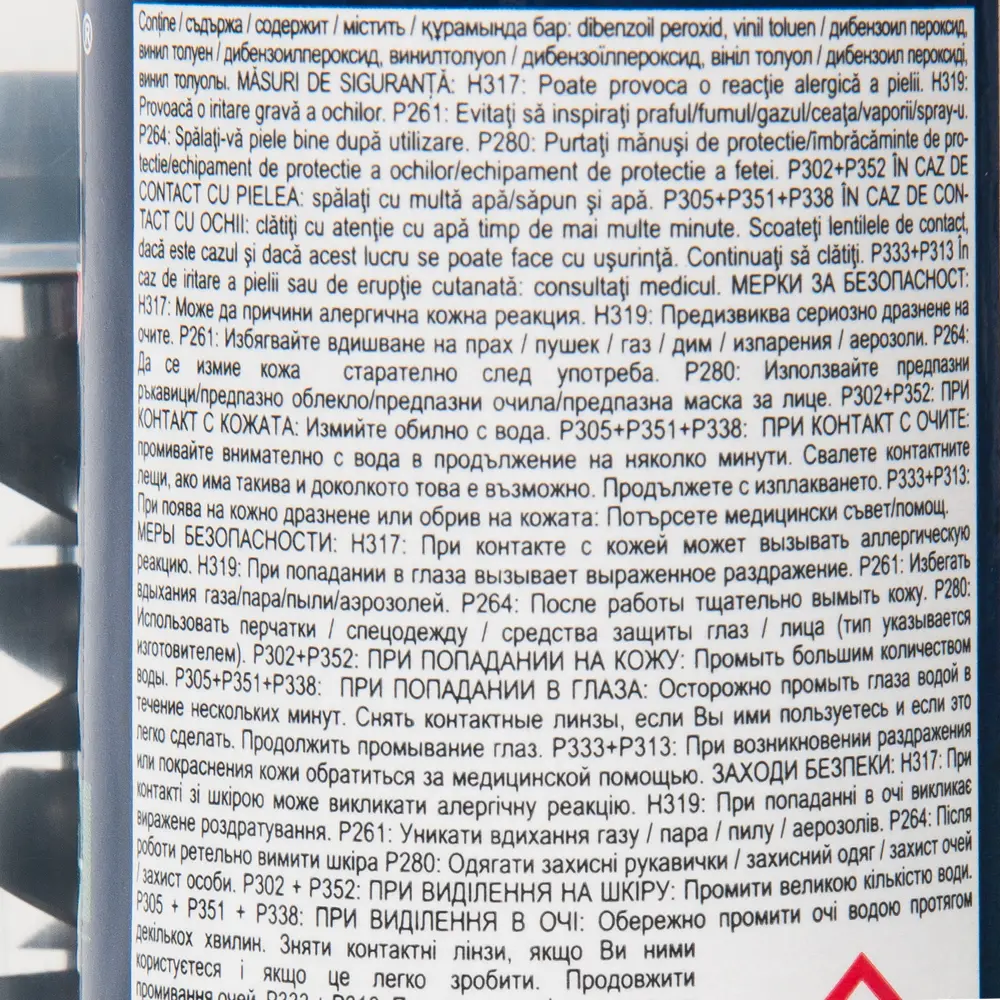 ®
Conține / съдържа / содержит / містить / құрамында бар: dibenzoil peroxid, vinil toluen / дибензоил пероксид,
винил толуен / дибензоилпероксид, винилтолуол / дибензоїлпероксид, вініл толуол / дибензоил пероксиді,
винил толуолы. MĂSURI DE SIGURANȚĂ: H317: Poate provoca o reacție alergică a pielii. H319:
Provoacă o iritare gravă a ochilor. P261: Evitați să inspirați praful/fumul/gazul/ceața/vaporii/spray-u.
P264: Spălați-vă piele bine după utilizare. P280: Purtați mănuși de protectie/îmbrăcăminte de pro-
tectie/echipament de protectie a ochilor/echipament de protectie a fetei. P302+P352 ÎN CAZ DE
CONTACT CU PIELEA: spălați cu multă apă/săpun și apă. P305+P351+P338 ÎN CAZ DE CON-
TACT CU OCHII: clătiți cu atenție cu apă timp de mai multe minute. Scoateți lentilele de contact,
dacă este cazul și dacă acest lucru se poate face cu ușurință. Continuați să clătiți. P333+P313 În
caz de iritare a pielii sau de erupție cutanată: consultați medicul. МЕРКИ ЗА БЕЗОПАСНОСТ:
H317: Може да причини алергична кожна реакция. H319: Предизвиква сериозно дразнене на
очите. P261: Избягвайте вдишване на прах / пушек / газ / дим / изпарения / аерозоли. P264:
Да се измие кожа старателно след употреба. P280: Използвайте предпазни
ръкавици/предпазно облекло/предпазни очила/предпазна маска за лице. P302+P352: ПРИ
КОНТАКТ С КОЖАТА: Измийте обилно с вода. P305+P351+P338: ПРИ КОНТАКТ С ОЧИТЕ:
промивайте внимателно с вода в продължение на няколко минути. Свалете контактните
лещи, ако има такива и доколкото това е възможно. Продължете с изплакването. P333+P313:
При поява на кожно дразнене или обрив на кожата: Потърсете медицински съвет/помощ.
МЕРЫ БЕЗОПАСНОСТИ: H317: При контакте с кожей может вызывать аллергическую
реакцию. H319: При попадании в глаза вызывает выраженное раздражение. P261: Избегать
вдыхания газа/пара/пыли/аэрозолей. P264: После работы тщательно вымыть кожу. P280:
Использовать перчатки / спецодежду / средства защиты глаз / лица (тип указывается
изготовителем). P302+P352: ПРИ ПОПАДАНИИ НА КОЖУ: Промыть большим количеством
воды. P305+P351+P338: ПРИ ПОПАДАНИИ В ГЛАЗА: Осторожно промыть глаза водой в
течение нескольких минут. Снять контактные линзы, если Вы ими пользуетесь и если это
легко сделать. Продолжить промывание глаз. P333+P313: При возникновении раздражения
или покраснения кожи обратиться за медицинской помощью. ЗАХОДИ БЕЗПЕКИ: H317: При
контакті зі шкірою може викликати алергічну реакцію. H319: При попаданні в очі викликає
виражене роздратування. P261: Уникати вдихання газу / пара / пилу / аерозолів. P264: Після
роботи ретельно вимити шкіра P280: Одягати захисні рукавички / захисний одяг / захист очей
/ захист особи. P302 + P352: ПРИ ВИДІЛЕННЯ НА ШКІРУ: Промити великою кількістю води.
P305 + P351 + P338: ПРИ ВИДІЛЕННЯ В ОЧІ: Обережно промити очі водою протягом
декількох хвилин. Зняти контактні лінзи, якщо Ви ними
користуєтеся і якщо це легко зробити. Продовжити
промивання очей.